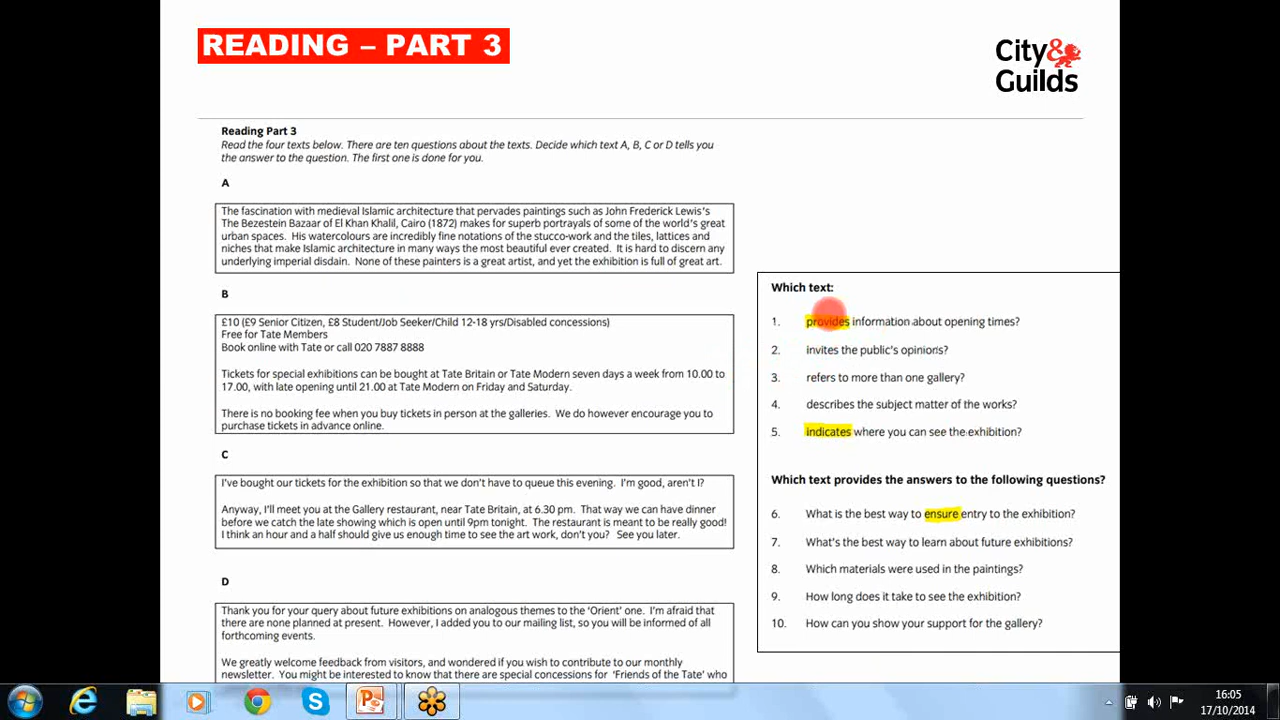 READING – PART 3
City&
Guilds
Reading Part 3
Read the four texts below. There are ten questions about the texts. Decide which text A, B, C or D tells you
the answer to the question. The first one is done for you.
A
The fascination with medieval Islamic architecture that pervades paintings such as John Frederick Lewis's
The Bezestein Bazaar of El Khan Khalil, Cairo (1872) makes for superb portrayals of some of the world's great
urban spaces. His watercolours are incredibly fine notations of the stucco-work and the tiles, lattices and
niches that make Islamic architecture in many ways the most beautiful ever created. It is hard to discern any
underlying imperial disdain. None of these painters is a great artist, and yet the exhibition is full of great art.
B
£10 (£9 Senior Citizen, £8 Student/Job Seeker/Child 12-18 yrs/Disabled concessions)
Free for Tate Members
Book online with Tate or call 020 7887 8888
Tickets for special exhibitions can be bought at Tate Britain or Tate Modern seven days a week from 10.00 to
17.00, with late opening until 21.00 at Tate Modern on Friday and Saturday.
There is no booking fee when you buy tickets in person at the galleries. We do however encourage you to
purchase tickets in advance online.
C
I've bought our tickets for the exhibition so that we don't have to queue this evening. I'm good, aren't I?
Anyway, I'll meet you at the Gallery restaurant, near Tate Britain, at 6.30 pm. That way we can have dinner
before we catch the late showing which is open until 9pm tonight. The restaurant is meant to be really good!
I think an hour and a half should give us enough time to see the art work, don't you? See you later.
D
Thank you for your query about future exhibitions on analogous themes to the 'Orient' one. I'm afraid that
there are none planned at present. However, I added you to our mailing list, so you will be informed of all
forthcoming events.
We greatly welcome feedback from visitors, and wondered if you wish to contribute to our monthly
newsletter. You might be interested to know that there are special concessions for 'Friends of the Tate' who
Which text:
1. provides information about opening times?
2. invites the public's opinions?
3. refers to more than one gallery?
4. describes the subject matter of the works?
5. indicates where you can see the exhibition?
Which text provides the answers to the following questions?
6. What is the best way to ensure entry to the exhibition?
7. What's the best way to learn about future exhibitions?
8. Which materials were used in the paintings?
9. How long does it take to see the exhibition?
10. How can you show your support for the gallery?
16:05
17/10/2014